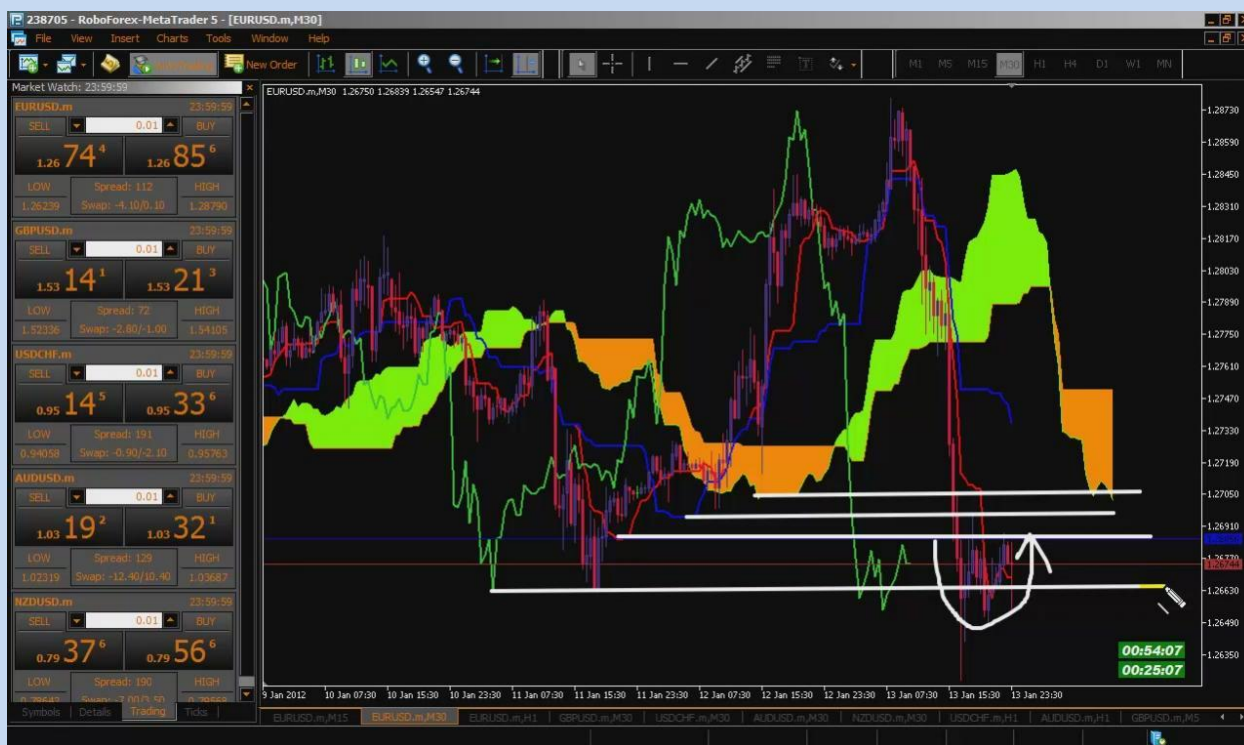 238705 - RoboForex-MetaTrader 5 - [EURUSD.m,M30]
File View Insert Charts Tools Window Help
New Order
M1 M5 M15 M30 H1 H4 D1 W1 MN
Market Watch: 23:59:59
EURUSD.m 23:59:59
SELL 0.01 BUY
1.26 74 4 1.26 85 6
LOW Spread: 112 HIGH
1.26239 Swap: -4.10/0.10 1.28790
GBPUSD.m 23:59:59
SELL 0.01 BUY
1.53 14 1 1.53 21 3
LOW Spread: 72 HIGH
1.52336 Swap: -2.80/-1.00 1.54105
USDCHF.m 23:59:59
SELL 0.01 BUY
0.95 14 5 0.95 33 6
LOW Spread: 191 HIGH
0.94058 Swap: -0.90/-2.10 0.95763
AUDUSD.m 23:59:59
SELL 0.01 BUY
1.03 19 2 1.03 32 1
LOW Spread: 129 HIGH
1.02319 Swap: -12.40/10.40 1.03687
NZDUSD.m 23:59:59
SELL 0.01 BUY
0.79 37 6 0.79 56 6
LOW Spread: 190 HIGH
Symbols Details Trading Ticks
EURUSD.m,M30 1.26750 1.26839 1.26547 1.26744
1.28730
1.28590
1.28450
1.28310
1.28170
1.28030
1.27890
1.27750
1.27610
1.27470
1.27330
1.27190
1.27050
1.26910
1.26770
1.26744
1.26630
1.26490
1.26350
00:54:07
00:25:07
9 Jan 2012 10 Jan 07:30 10 Jan 15:30 10 Jan 23:30 11 Jan 07:30 11 Jan 15:30 11 Jan 23:30 12 Jan 07:30 12 Jan 15:30 12 Jan 23:30 13 Jan 07:30 13 Jan 15:30 13 Jan 23:30
EURUSD.m,M15 EURUSD.m,M30 EURUSD.m,H1 GBPUSD.m,M30 USDCHF.m,M30 AUDUSD.m,M30 NZDUSD.m,M30 USDCHF.m,H1 AUDUSD.m,H1 GBPUSD.m,M5